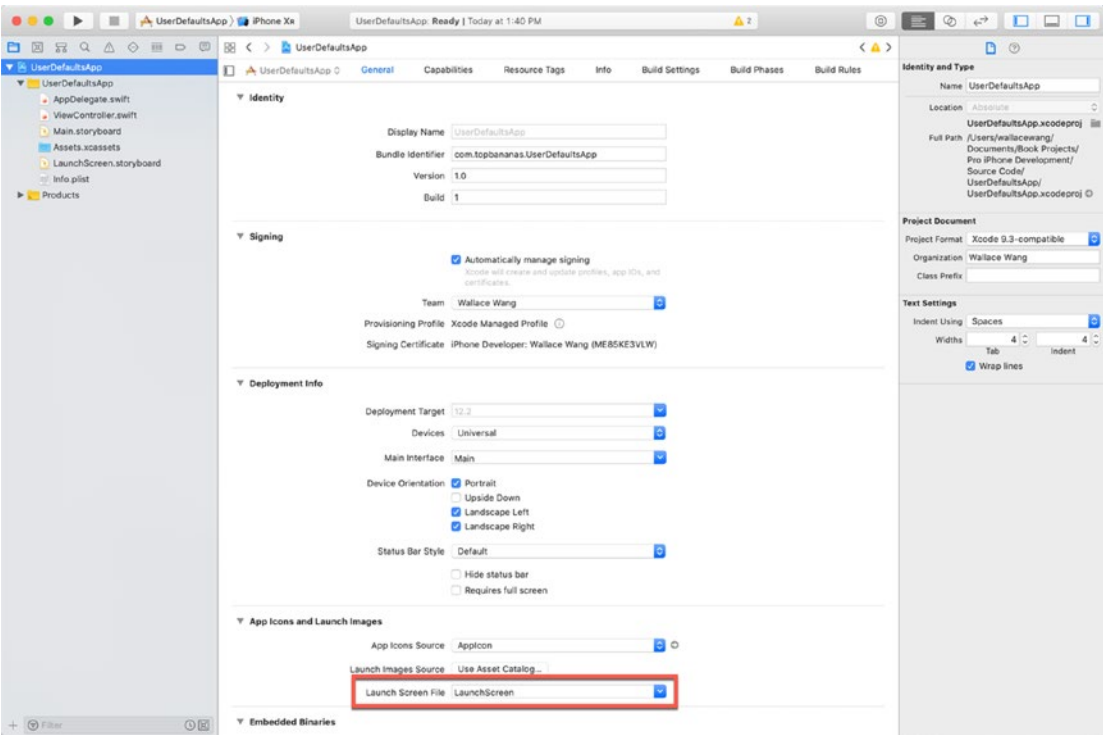 UserDefaultsApp
iPhone Xʀ
UserDefaultsApp: Ready | Today at 1:40 PM
2
UserDefaultsApp
UserDefaultsApp
AppDelegate.swift
ViewController.swift
Main.storyboard
Assets.xcassets
LaunchScreen.storyboard
Info.plist
Products
Filter
UserDefaultsApp
UserDefaultsApp
General
Capabilities
Resource Tags
Info
Build Settings
Build Phases
Build Rules
Identity
Display Name UserDefaultsApp
Bundle Identifier com.topbananas.UserDefaultsApp
Version 1.0
Build 1
Signing
Automatically manage signing
Xcode will create and update profiles, app IDs, and
certificates.
Team Wallace Wang
Provisioning Profile Xcode Managed Profile
Signing Certificate iPhone Developer: Wallace Wang (ME85KE3VLW)
Deployment Info
Deployment Target 12.2
Devices Universal
Main Interface Main
Device Orientation Portrait
Upside Down
Landscape Left
Landscape Right
Status Bar Style Default
Hide status bar
Requires full screen
App Icons and Launch Images
App Icons Source AppIcon
Launch Images Source Use Asset Catalog...
Launch Screen File LaunchScreen
Embedded Binaries
Identity and Type
Name UserDefaultsApp
Location Absolute
UserDefaultsApp.xcodeproj
Full Path /Users/wallacewang/
Documents/Book Projects/
Pro iPhone Development/
Source Code/
UserDefaultsApp/
UserDefaultsApp.xcodeproj
Project Document
Project Format Xcode 9.3-compatible
Organization Wallace Wang
Class Prefix
Text Settings
Indent Using Spaces
Widths 4 4
Tab Indent
Wrap lines